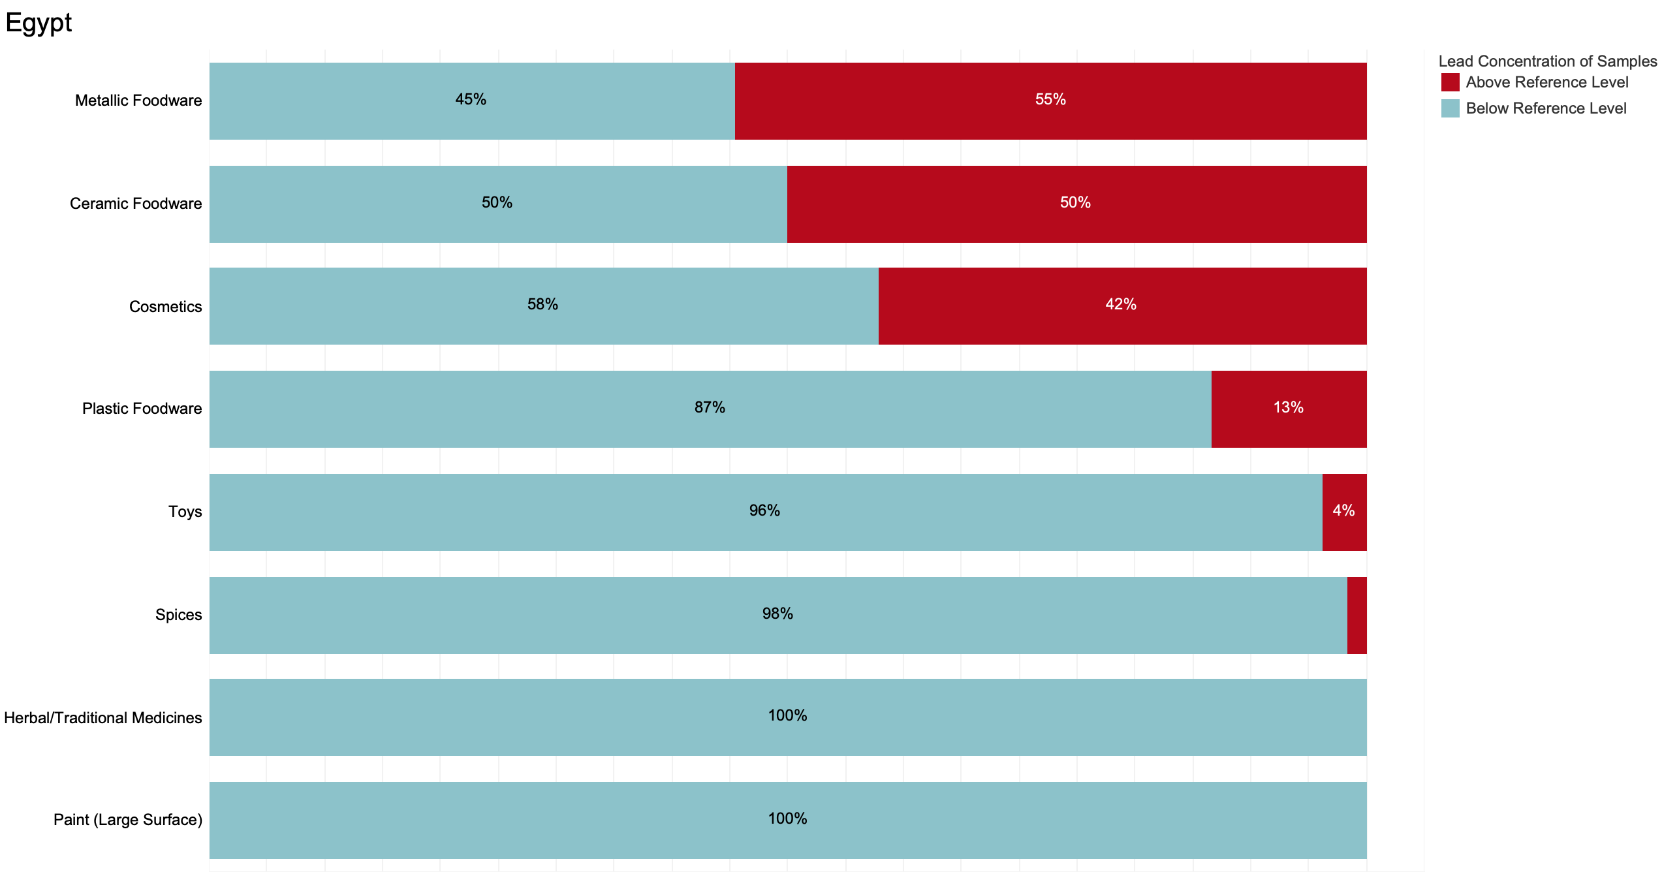 Egypt
Lead Concentration of Samples
Above Reference Level
Below Reference Level
Metallic Foodware 45% 55%
Ceramic Foodware 50% 50%
Cosmetics 58% 42%
Plastic Foodware 87% 13%
Toys 96% 4%
Spices 98%
Herbal/Traditional Medicines 100%
Paint (Large Surface) 100%